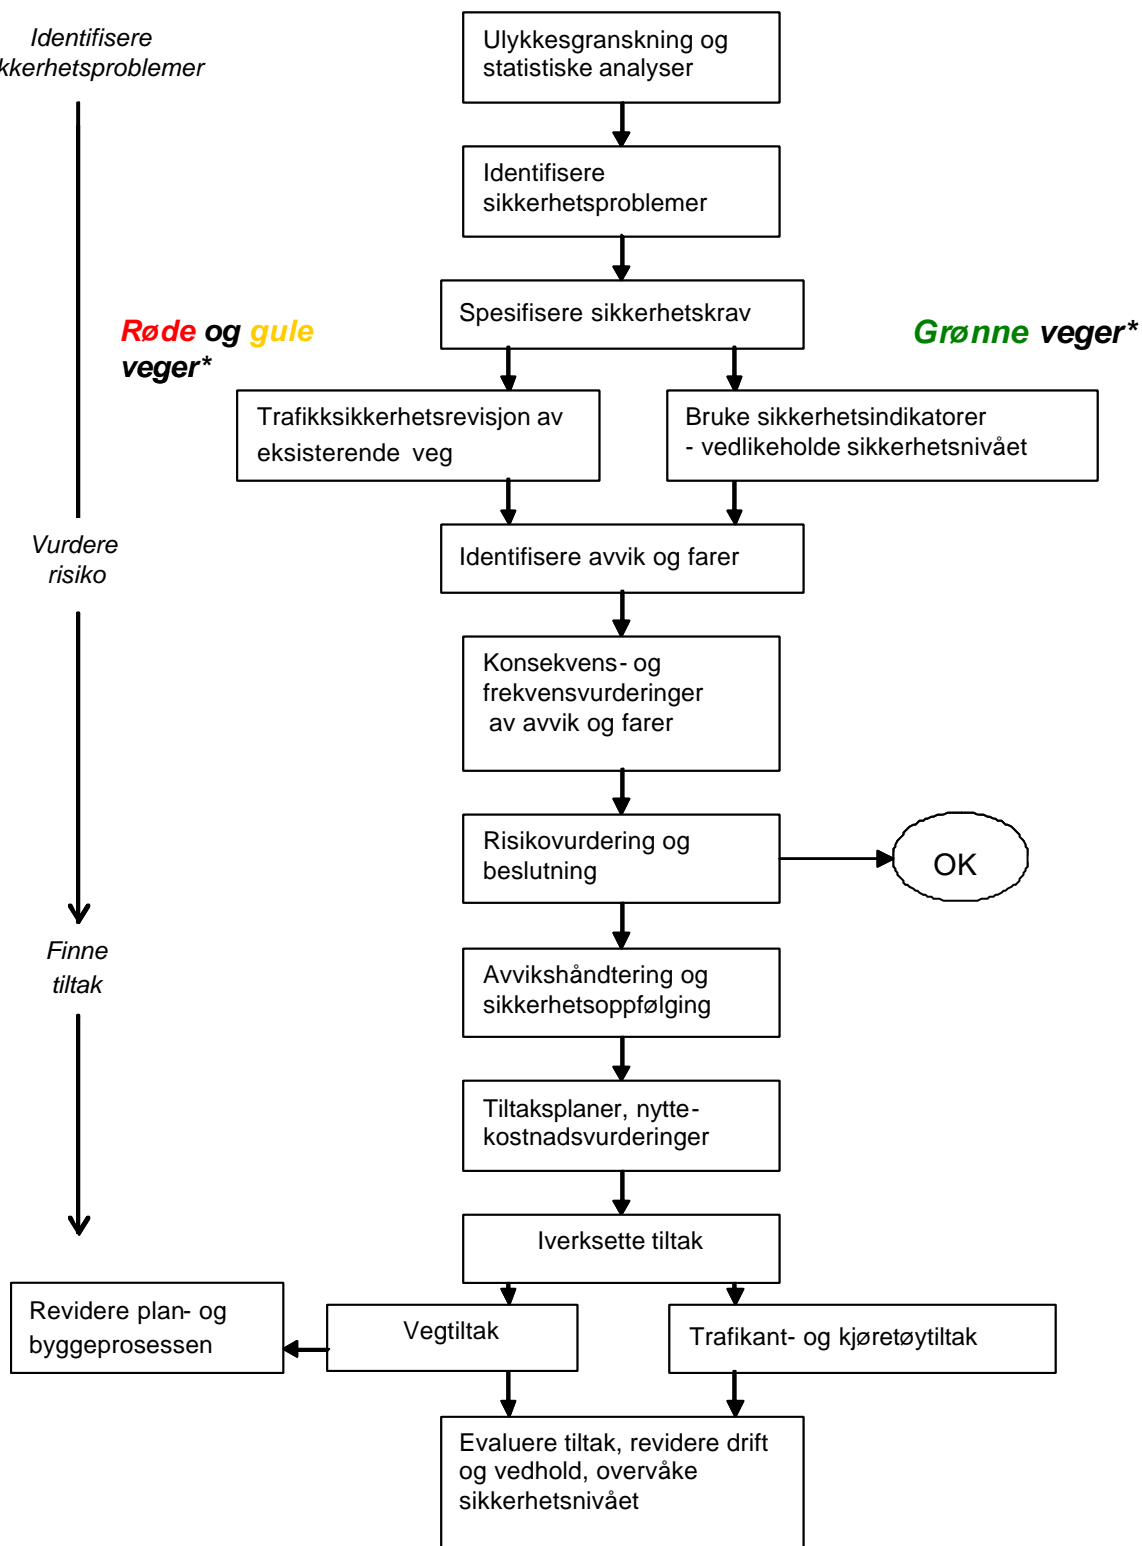 Identifisere
kkerhetsproblemer
Ulykkesgranskning og
statistiske analyser
Identifisere
sikkerhetsproblemer
Spesifisere sikkerhetskrav
Røde og gule
veger*
Grønne veger*
Trafikksikkerhetsrevisjon av
eksisterende veg
Bruke sikkerhetsindikatorer
- vedlikeholde sikkerhetsnivået
Vurdere
risiko
Identifisere avvik og farer
Konsekvens- og
frekvensvurderinger
av avvik og farer
Risikovurdering og
beslutning
OK
Finne
tiltak
Avvikshåndtering og
sikkerhetsoppfølging
Tiltaksplaner, nytte-
kostnadsvurderinger
Iverksette tiltak
Revidere plan- og
byggeprosessen
Vegtiltak
Trafikant- og kjøretøytiltak
Evaluere tiltak, revidere drift
og vedhold, overvåke
sikkerhetsnivået